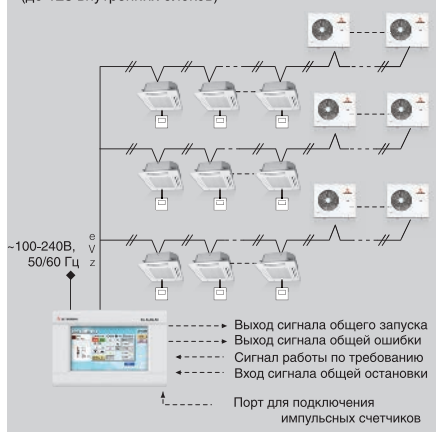 (до 128 внутренних блоков)
~100-240В,
50/60 Гц
e
V
z
Выход сигнала общего запуска
Выход сигнала общей ошибки
Сигнал работы по требованию
Вход сигнала общей остановки
Порт для подключения
импульсных счетчиков